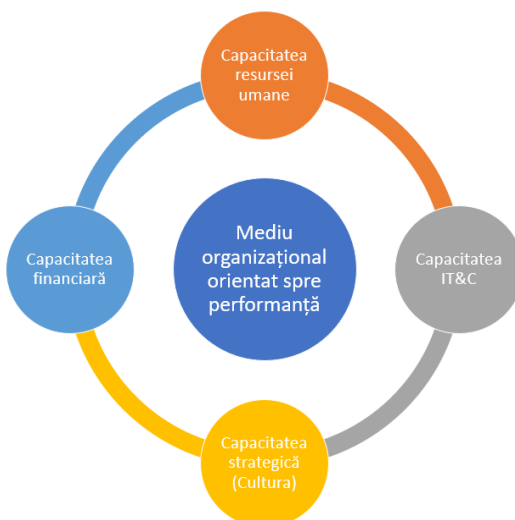 Capacitatea
resursei
umane
Capacitatea
financiară
Mediu
organizațional
orientat spre
performanță
Capacitatea
IT&C
Capacitatea
strategică
(Cultura)